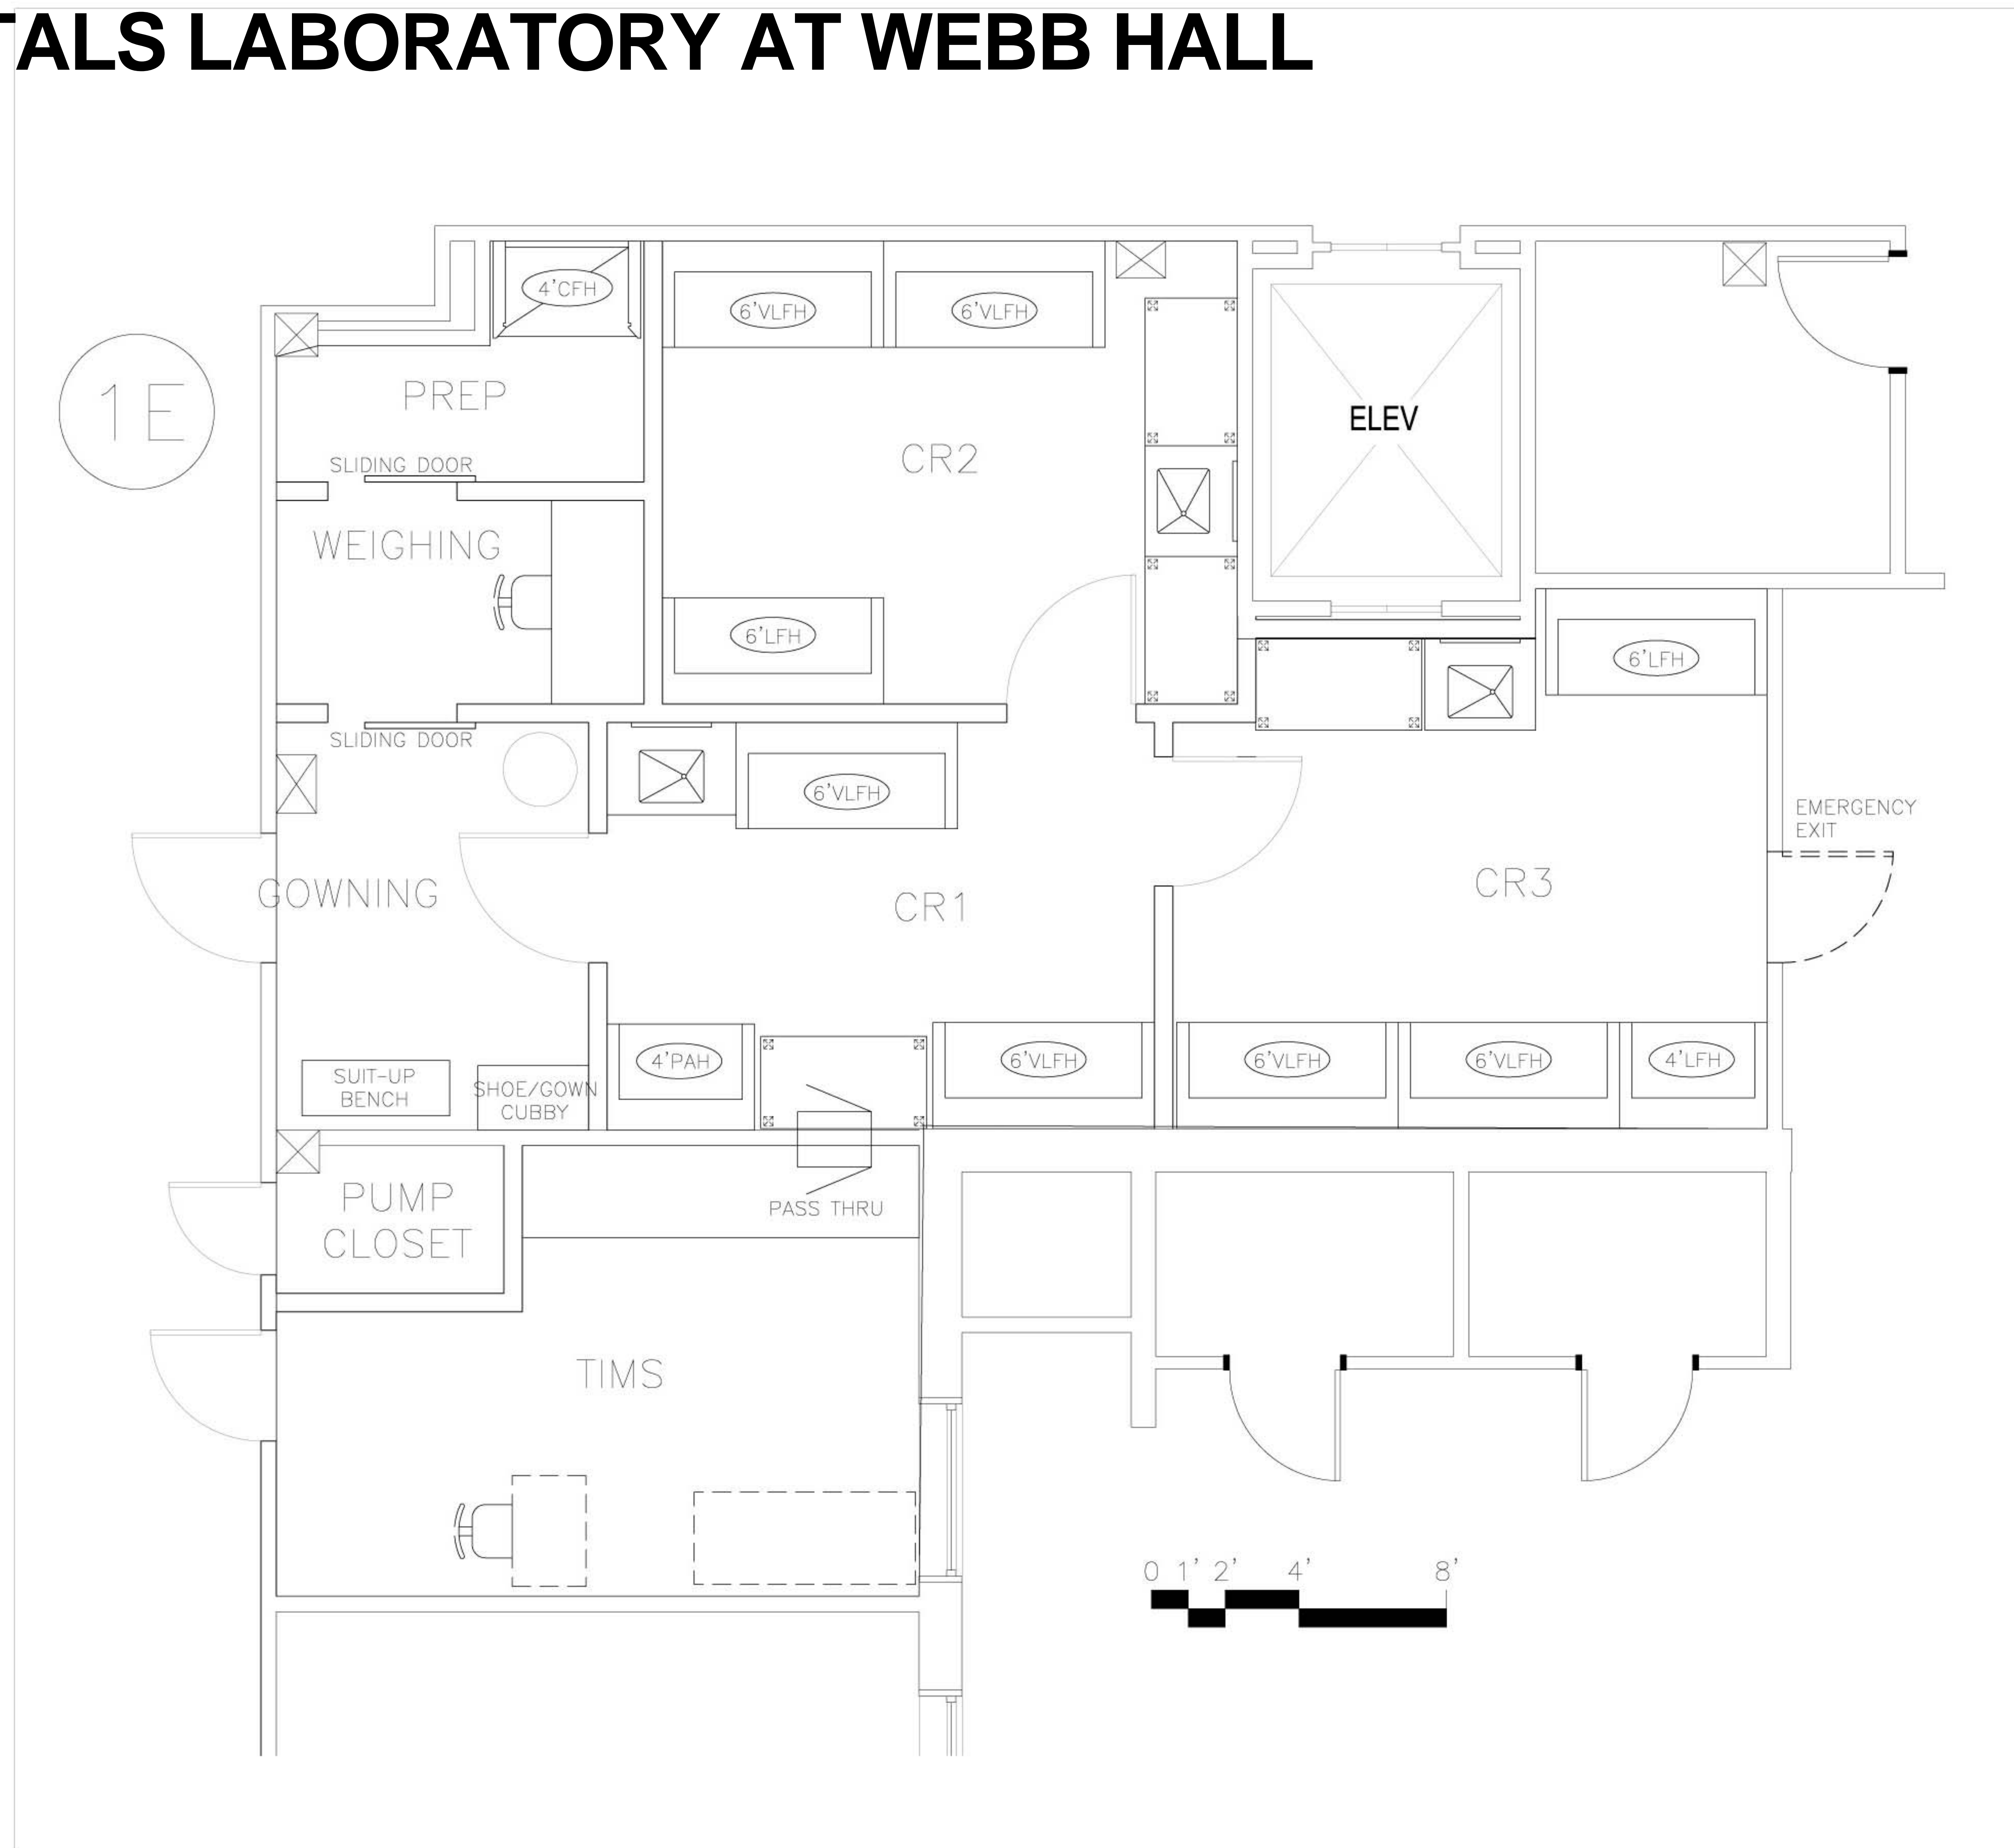 TALS LABORATORY AT WEBB HALL
1E
4'CFH
6'VLFH
6'VLFH
PREP
ELEV
CR2
SLIDING DOOR
WEIGHING
6'LFH
6'LFH
SLIDING DOOR
6'VLFH
EMERGENCY
EXIT
GOWNING
CR1
CR3
4'PAH
6'VLFH
6'VLFH
6'VLFH
4'LFH
SUIT-UP
BENCH
SHOE/GOWN
CUBBY
PUMP
CLOSET
PASS THRU
TIMS
0 1' 2' 4' 8'